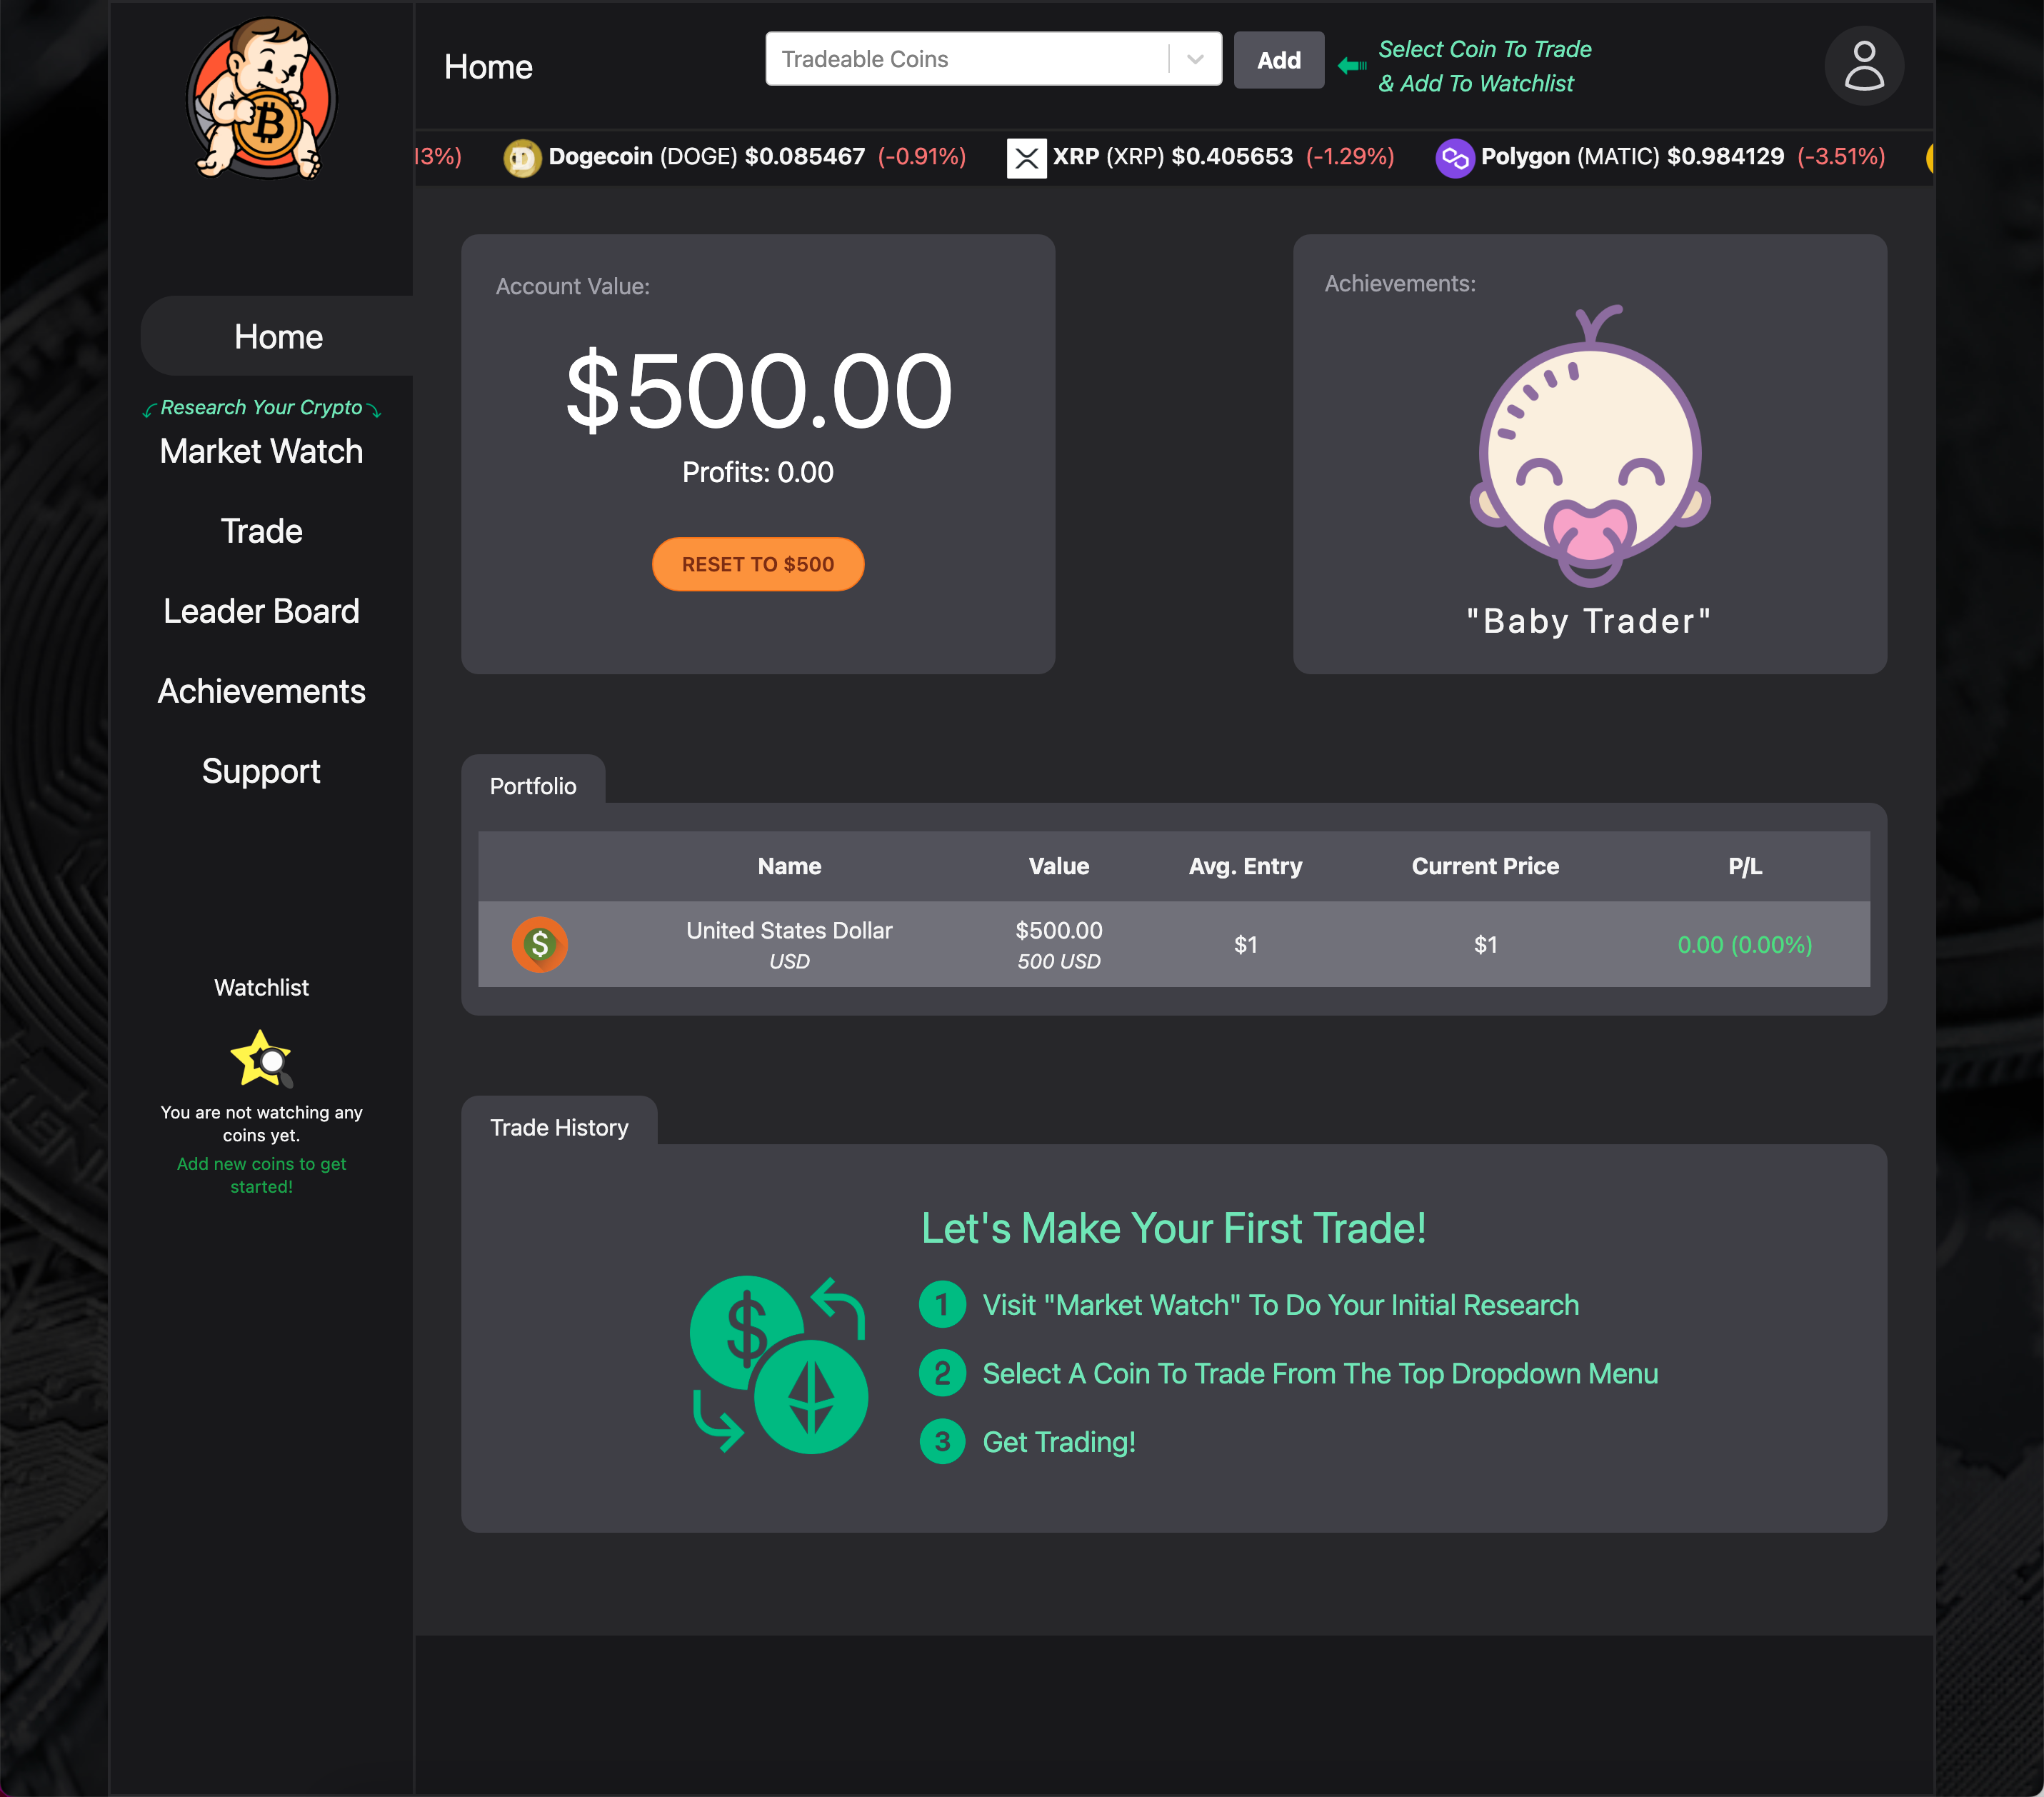 Home
Tradeable Coins
Add
Select Coin To Trade
& Add To Watchlist
13%)
Dogecoin (DOGE) $0.085467 (-0.91%)
XRP (XRP) $0.405653 (-1.29%)
Polygon (MATIC) $0.984129 (-3.51%)
Home
Research Your Crypto
Market Watch
Trade
Leader Board
Achievements
Support
Watchlist
You are not watching any
coins yet.
Add new coins to get
started!
Account Value:
$500.00
Profits: 0.00
RESET TO $500
Achievements:
"Baby Trader"
Portfolio
Name Value Avg. Entry Current Price P/L
United States Dollar
USD
$500.00
500 USD
$1
$1
0.00 (0.00%)
Trade History
Let's Make Your First Trade!
1 Visit "Market Watch" To Do Your Initial Research
2 Select A Coin To Trade From The Top Dropdown Menu
3 Get Trading!